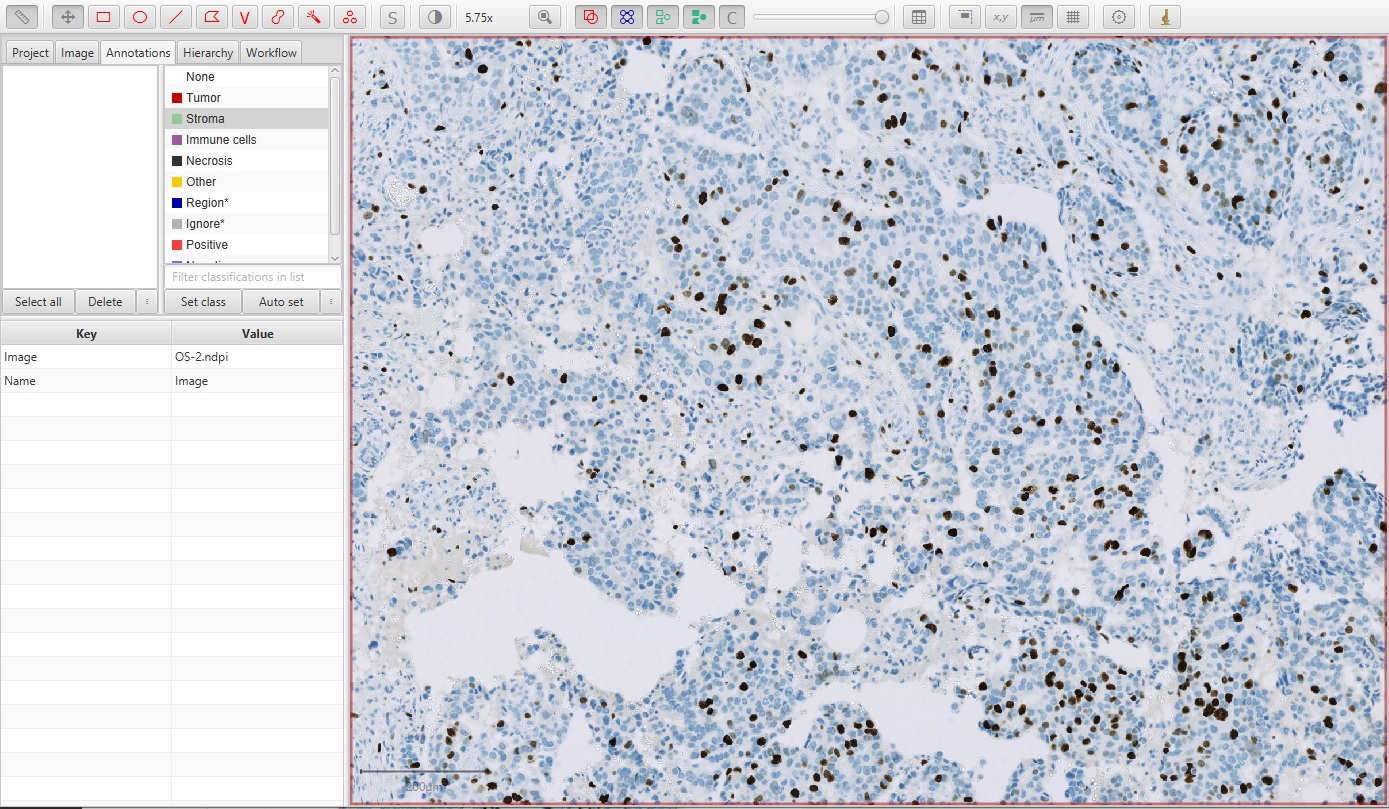 V
S
5.75x
C
x,y
μm
Project Image Annotations Hierarchy Workflow
None
Tumor
Stroma
Immune cells
Necrosis
Other
Region*
Ignore*
Positive
Filter classifications in list
Select all Delete ⋮ Set class Auto set ⋮
Key Value
Image OS-2.ndpi
Name Image
200μm